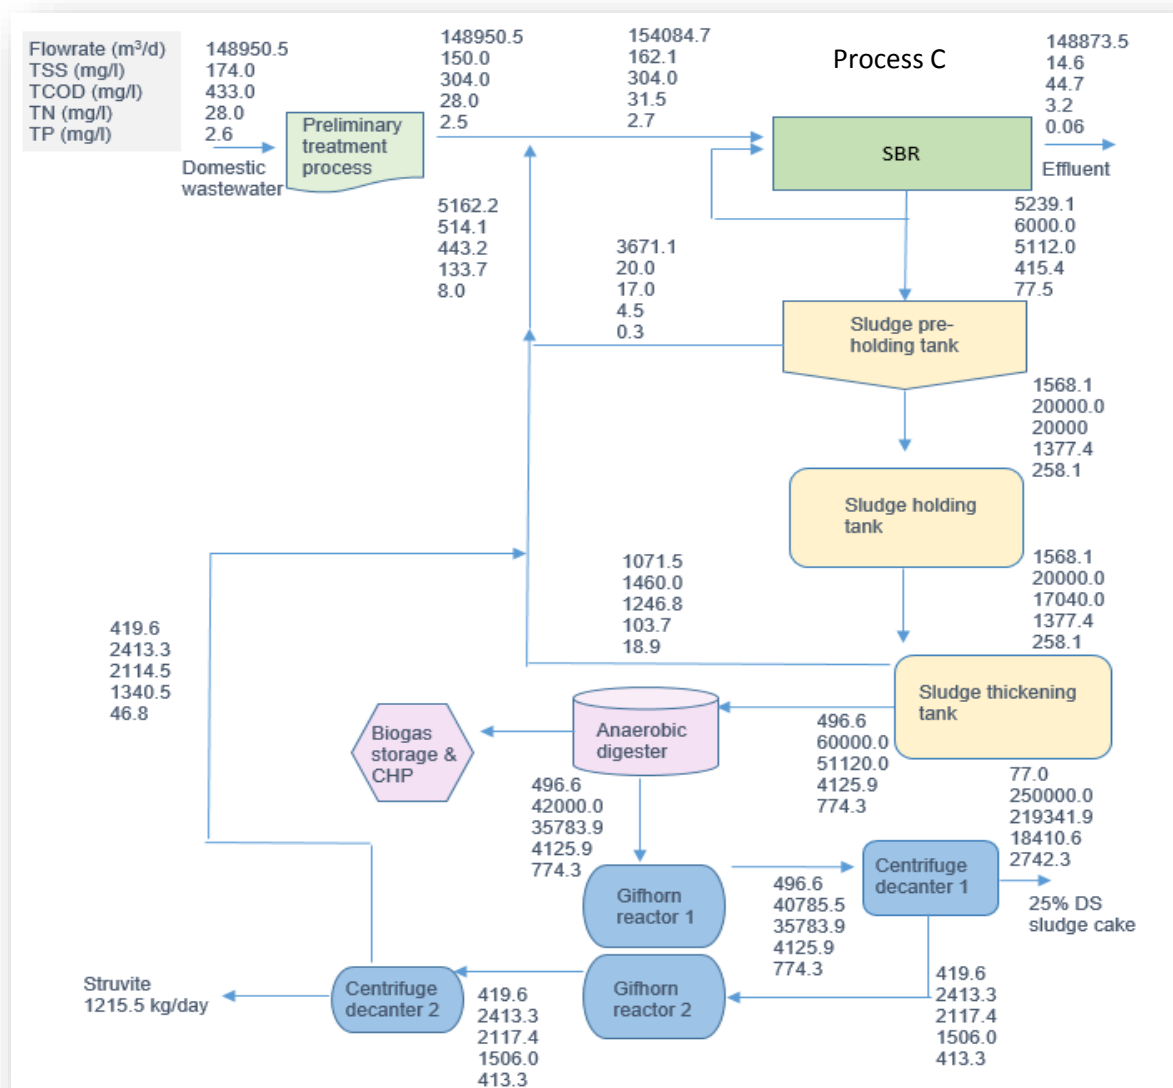 Flowrate (m³/d)
TSS (mg/l)
TCOD (mg/l)
TN (mg/l)
TP (mg/l)
148950.5
174.0
433.0
28.0
2.6
Domestic
wastewater
Preliminary
treatment
process
148950.5
150.0
304.0
28.0
2.5
154084.7
162.1
304.0
31.5
2.7
Process C
SBR
148873.5
14.6
44.7
3.2
0.06
Effluent
5162.2
514.1
443.2
133.7
8.0
3671.1
20.0
17.0
4.5
0.3
5239.1
6000.0
5112.0
415.4
77.5
Sludge pre-
holding tank
1568.1
20000.0
20000
1377.4
258.1
Sludge holding
tank
1568.1
20000.0
17040.0
1377.4
258.1
1071.5
1460.0
1246.8
103.7
18.9
Sludge thickening
tank
419.6
2413.3
2114.5
1340.5
46.8
Biogas
storage &
CHP
Anaerobic
digester
496.6
60000.0
51120.0
4125.9
774.3
496.6
42000.0
35783.9
4125.9
774.3
77.0
250000.0
219341.9
18410.6
2742.3
Gifhorn
reactor 1
496.6
40785.5
35783.9
4125.9
774.3
Centrifuge
decanter 1
25% DS
sludge cake
Struvite
1215.5 kg/day
Centrifuge
decanter 2
419.6
2413.3
2117.4
1506.0
413.3
Gifhorn
reactor 2
419.6
2413.3
2117.4
1506.0
413.3